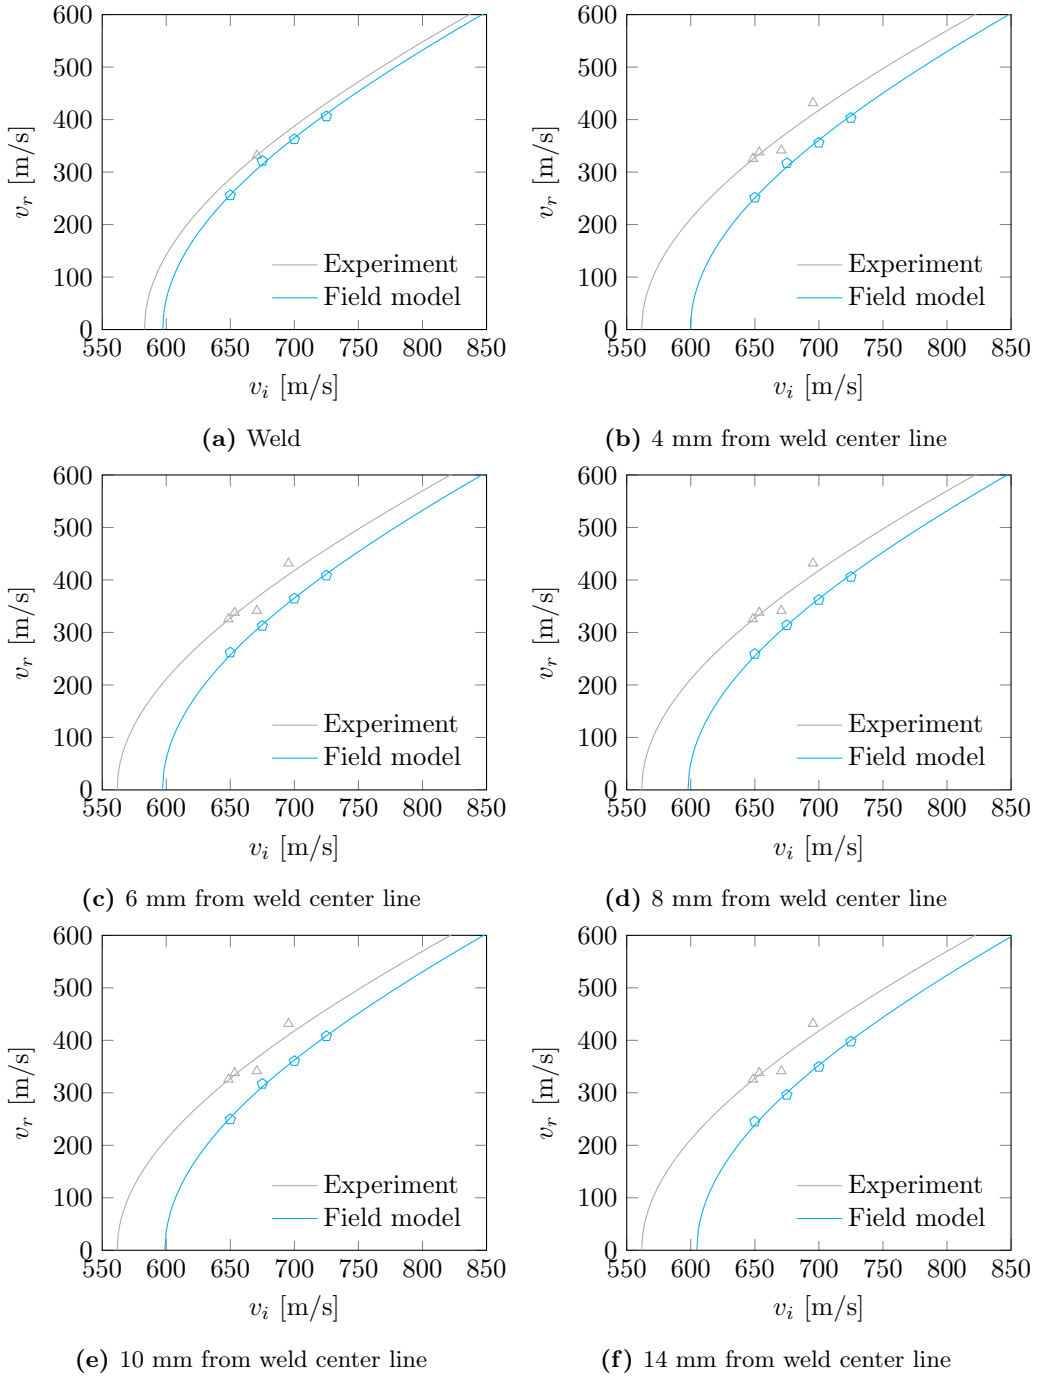 600
500
400
300
200
100
0
v_r [m/s]
550 600 650 700 750 800 850
v_i [m/s]
Experiment
Field model
(a) Weld
600
500
400
300
200
100
0
v_r [m/s]
550 600 650 700 750 800 850
v_i [m/s]
Experiment
Field model
(b) 4 mm from weld center line
600
500
400
300
200
100
0
v_r [m/s]
550 600 650 700 750 800 850
v_i [m/s]
Experiment
Field model
(c) 6 mm from weld center line
600
500
400
300
200
100
0
v_r [m/s]
550 600 650 700 750 800 850
v_i [m/s]
Experiment
Field model
(d) 8 mm from weld center line
600
500
400
300
200
100
0
v_r [m/s]
550 600 650 700 750 800 850
v_i [m/s]
Experiment
Field model
(e) 10 mm from weld center line
600
500
400
300
200
100
0
v_r [m/s]
550 600 650 700 750 800 850
v_i [m/s]
Experiment
Field model
(f) 14 mm from weld center line